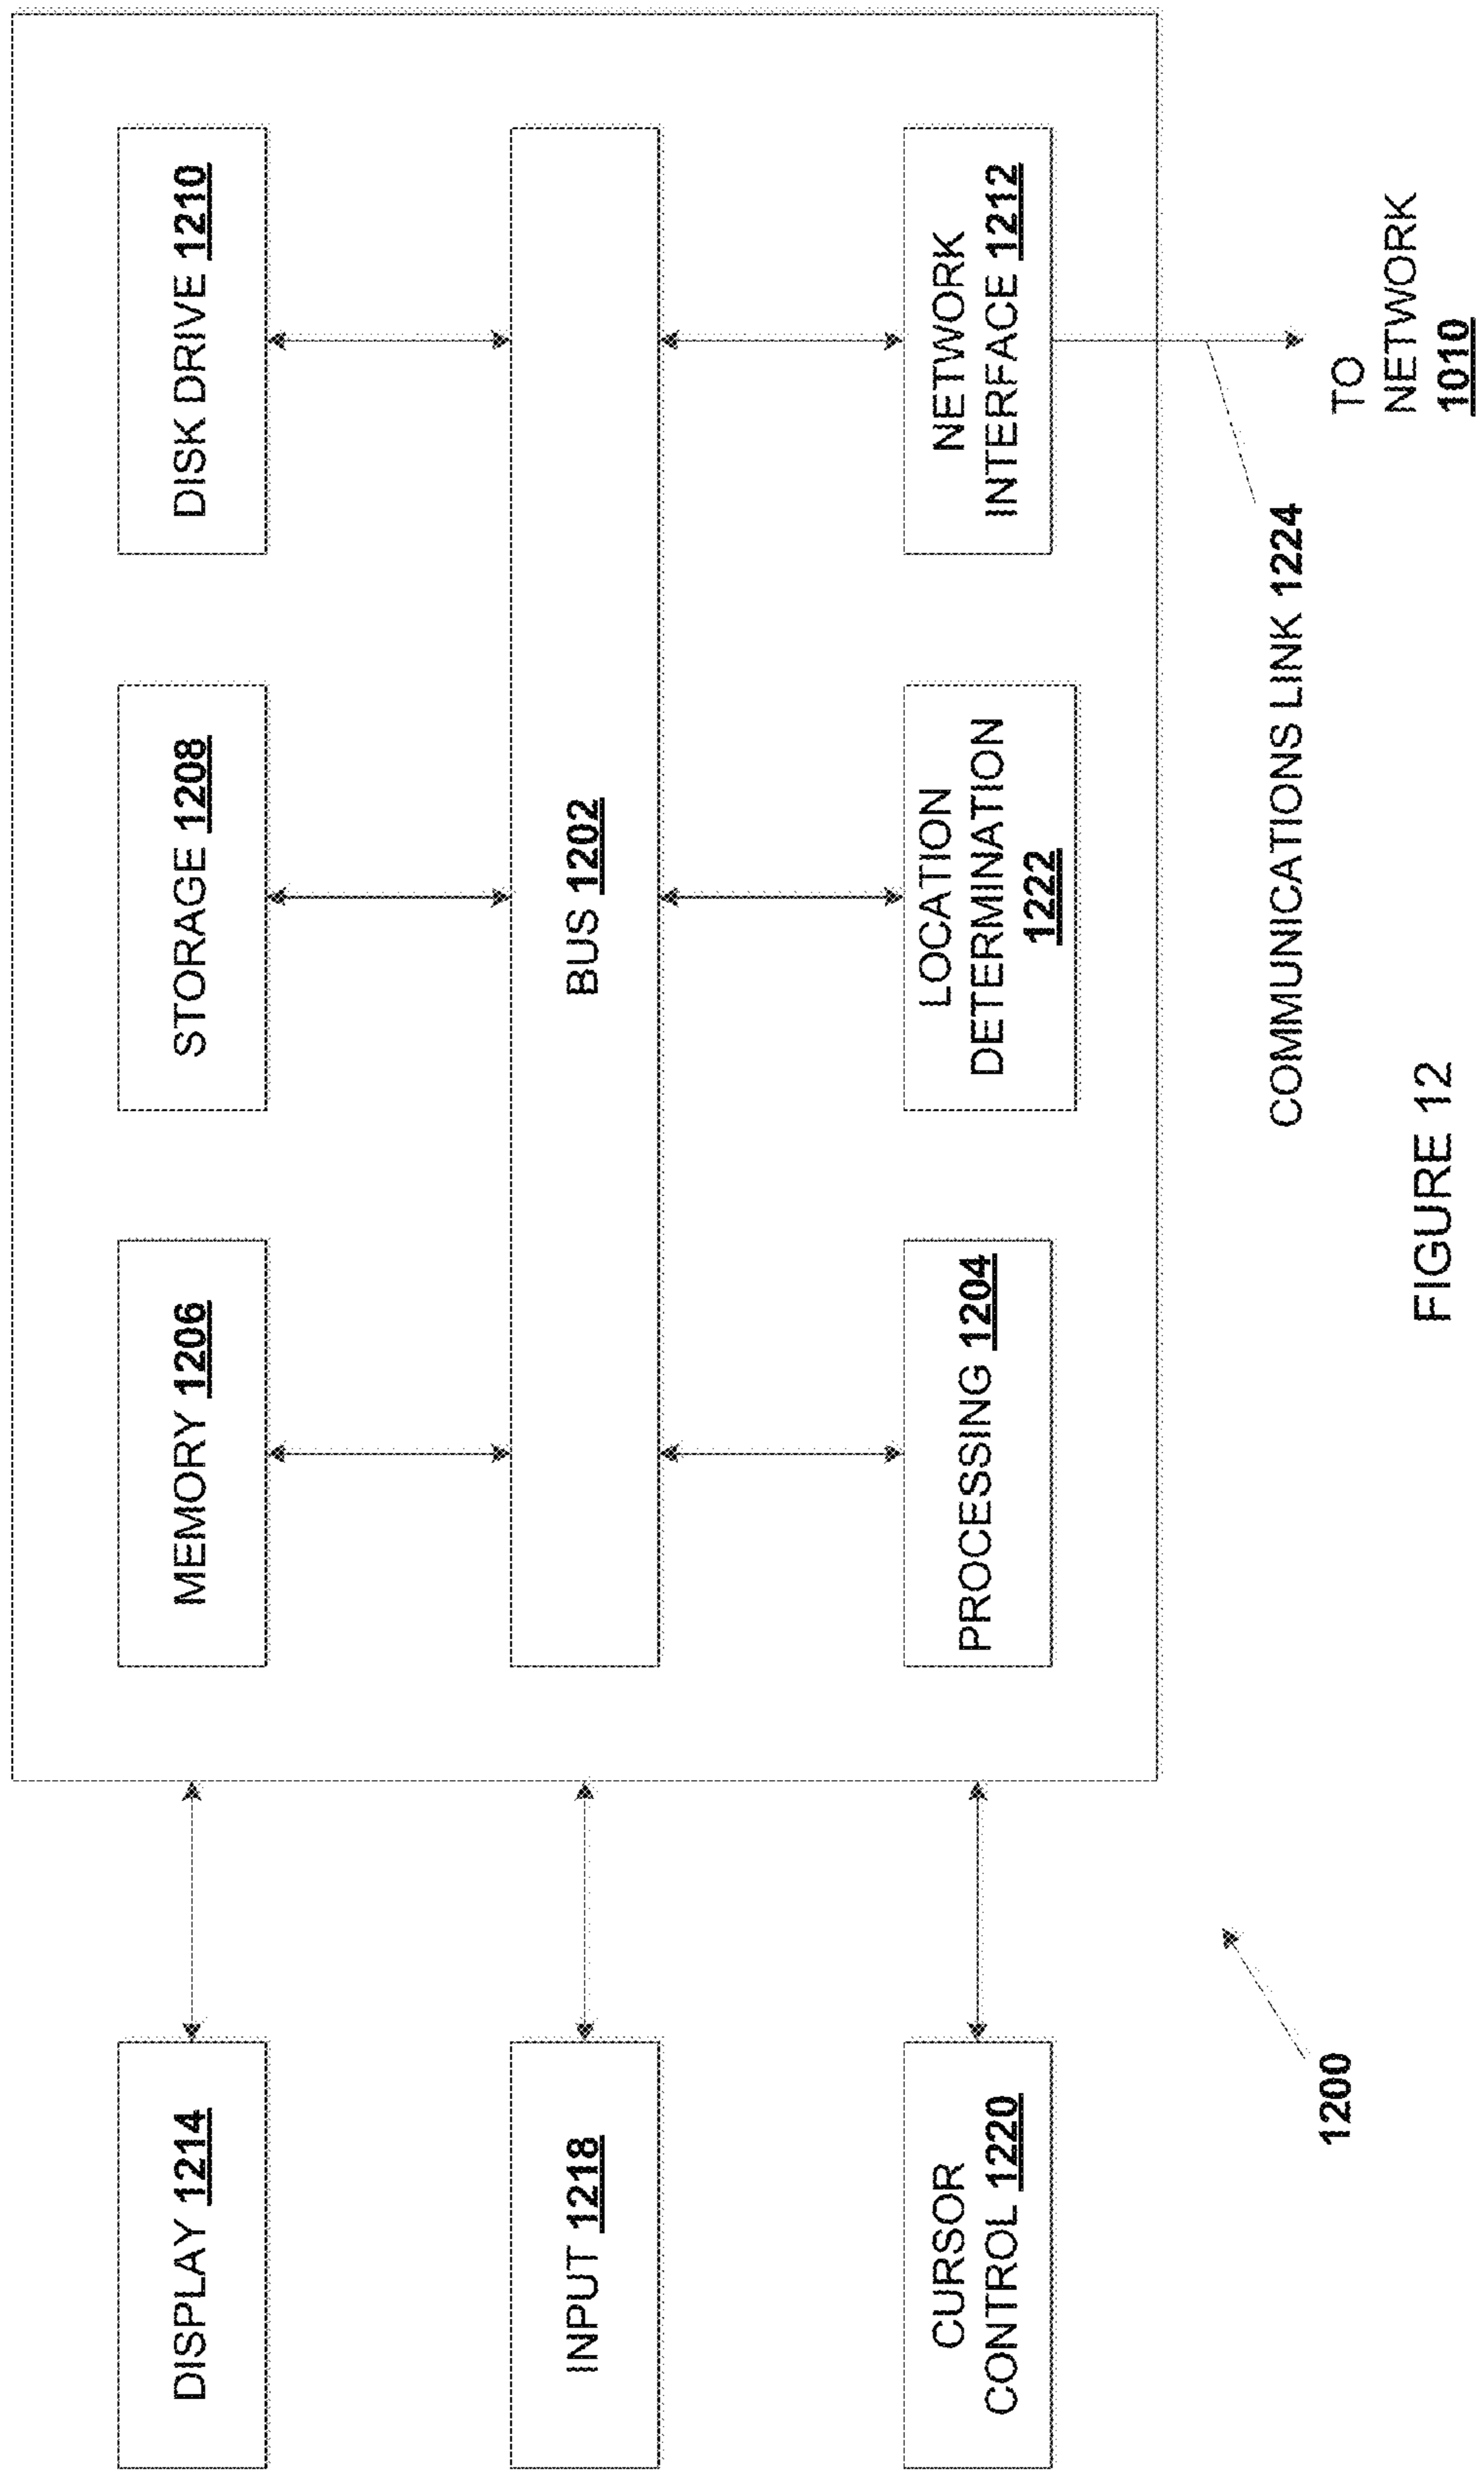 DISPLAY 1214
MEMORY 1206
STORAGE 1208
DISK DRIVE 1210
INPUT 1218
BUS 1202
CURSOR
CONTROL 1220
PROCESSING 1204
LOCATION
DETERMINATION
1222
NETWORK
INTERFACE 1212
1200
COMMUNICATIONS LINK 1224
TO
NETWORK
1010
FIGURE 12